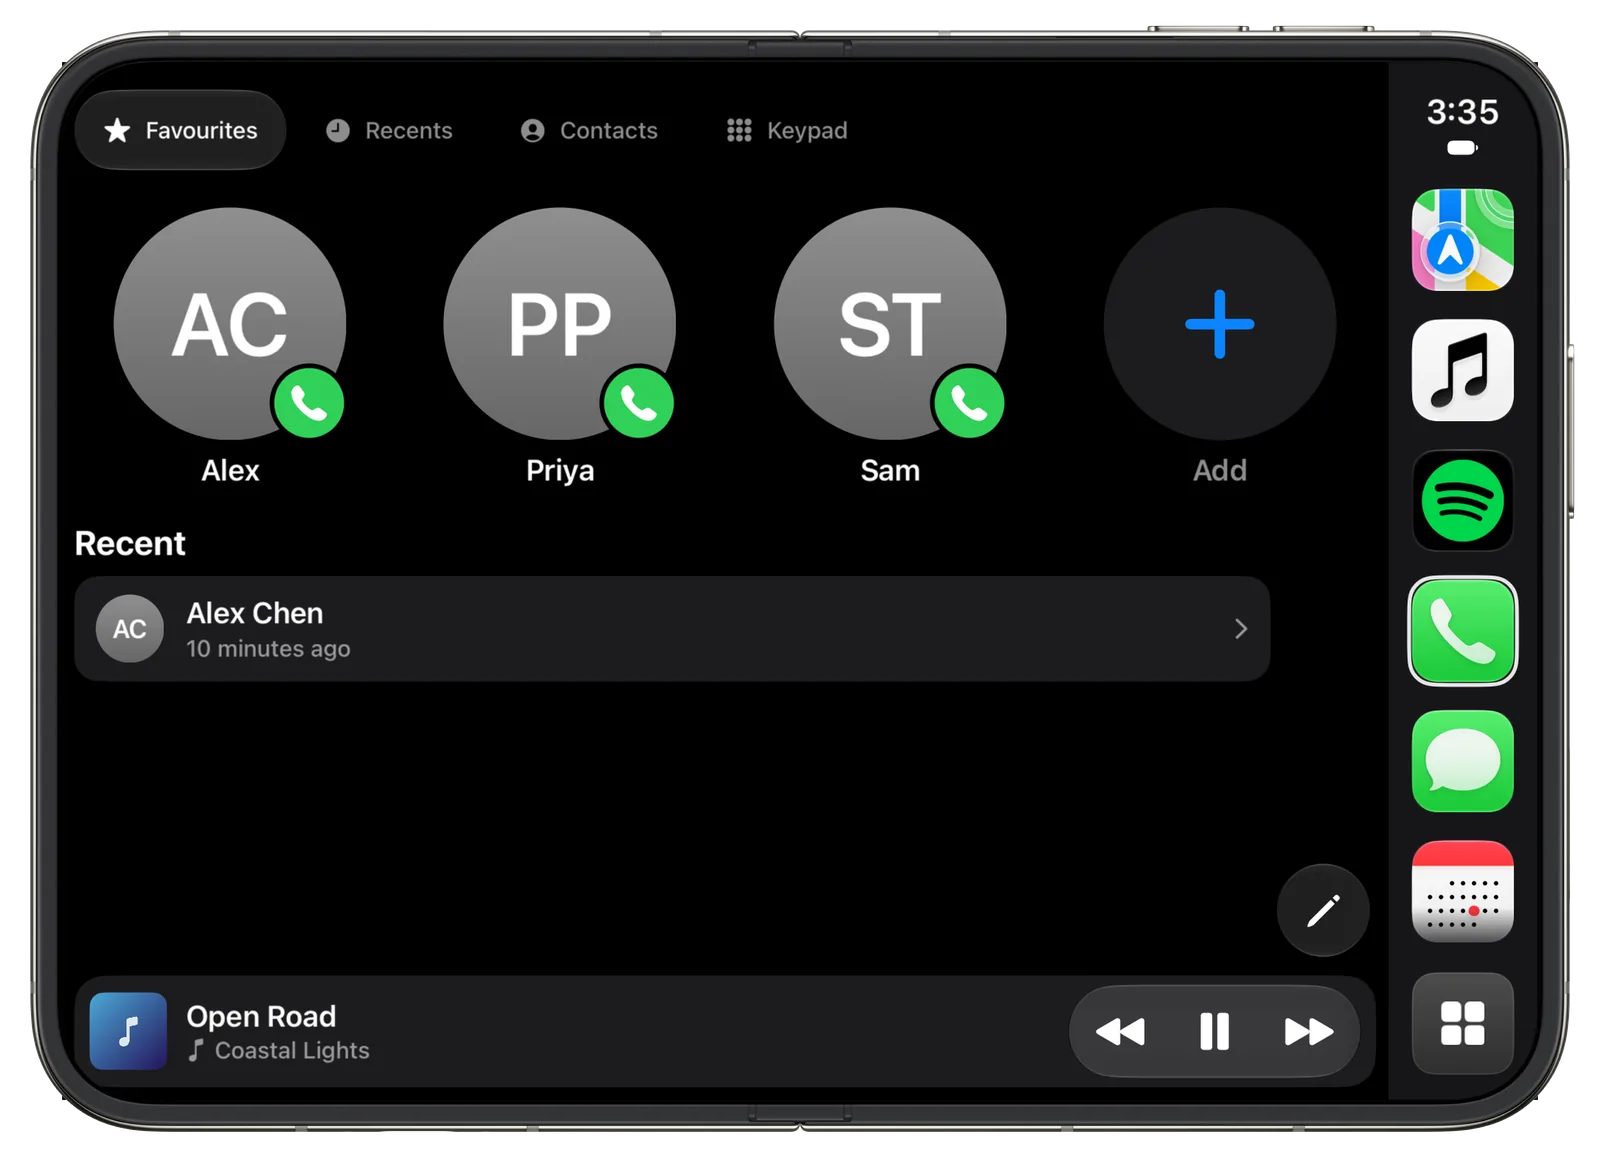 3:35
Favourites
Recents
Contacts
Keypad
AC
PP
ST
Alex
Priya
Sam
Add
Recent
AC
Alex Chen
10 minutes ago
Open Road
Coastal Lights